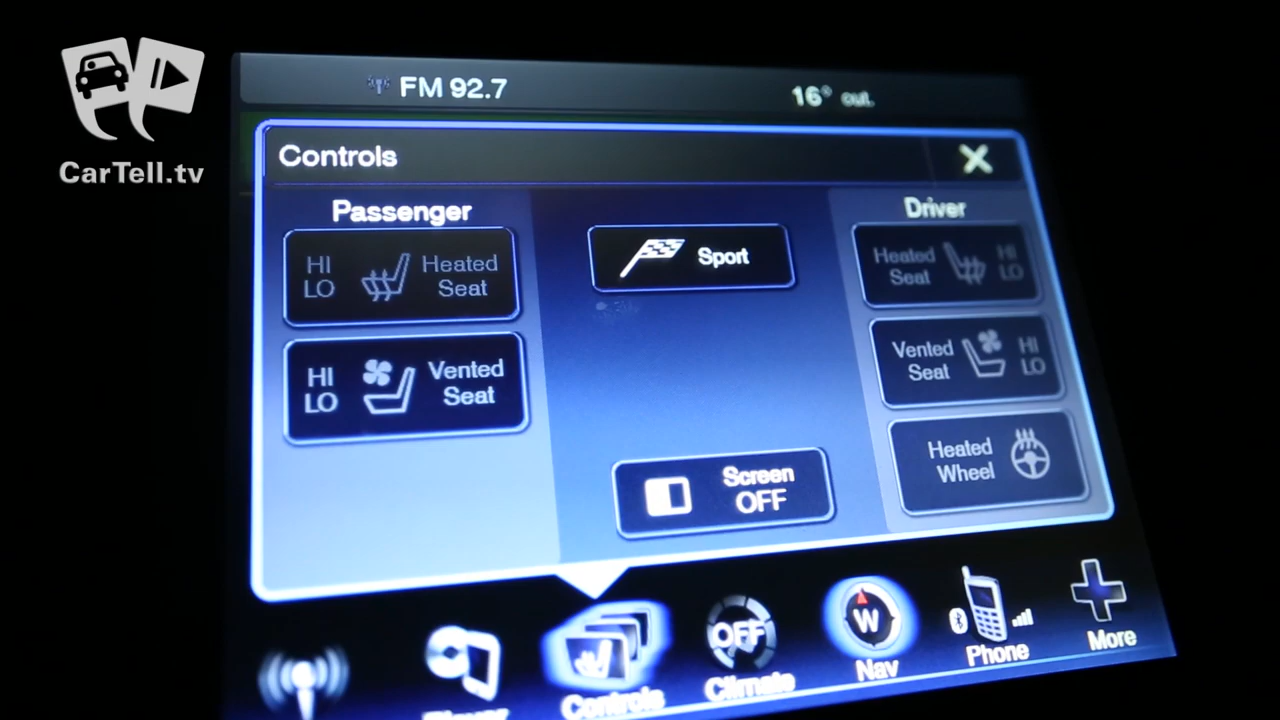 CarTell.tv
FM 92.7
16° out.
Controls
Passenger
HI
LO
Heated
Seat
HI
LO
Vented
Seat
Sport
Screen
OFF
Driver
Heated
Seat
HI
LO
Vented
Seat
HI
LO
Heated
Wheel
Controls
OFF
Climate
W
Nav
Phone
More